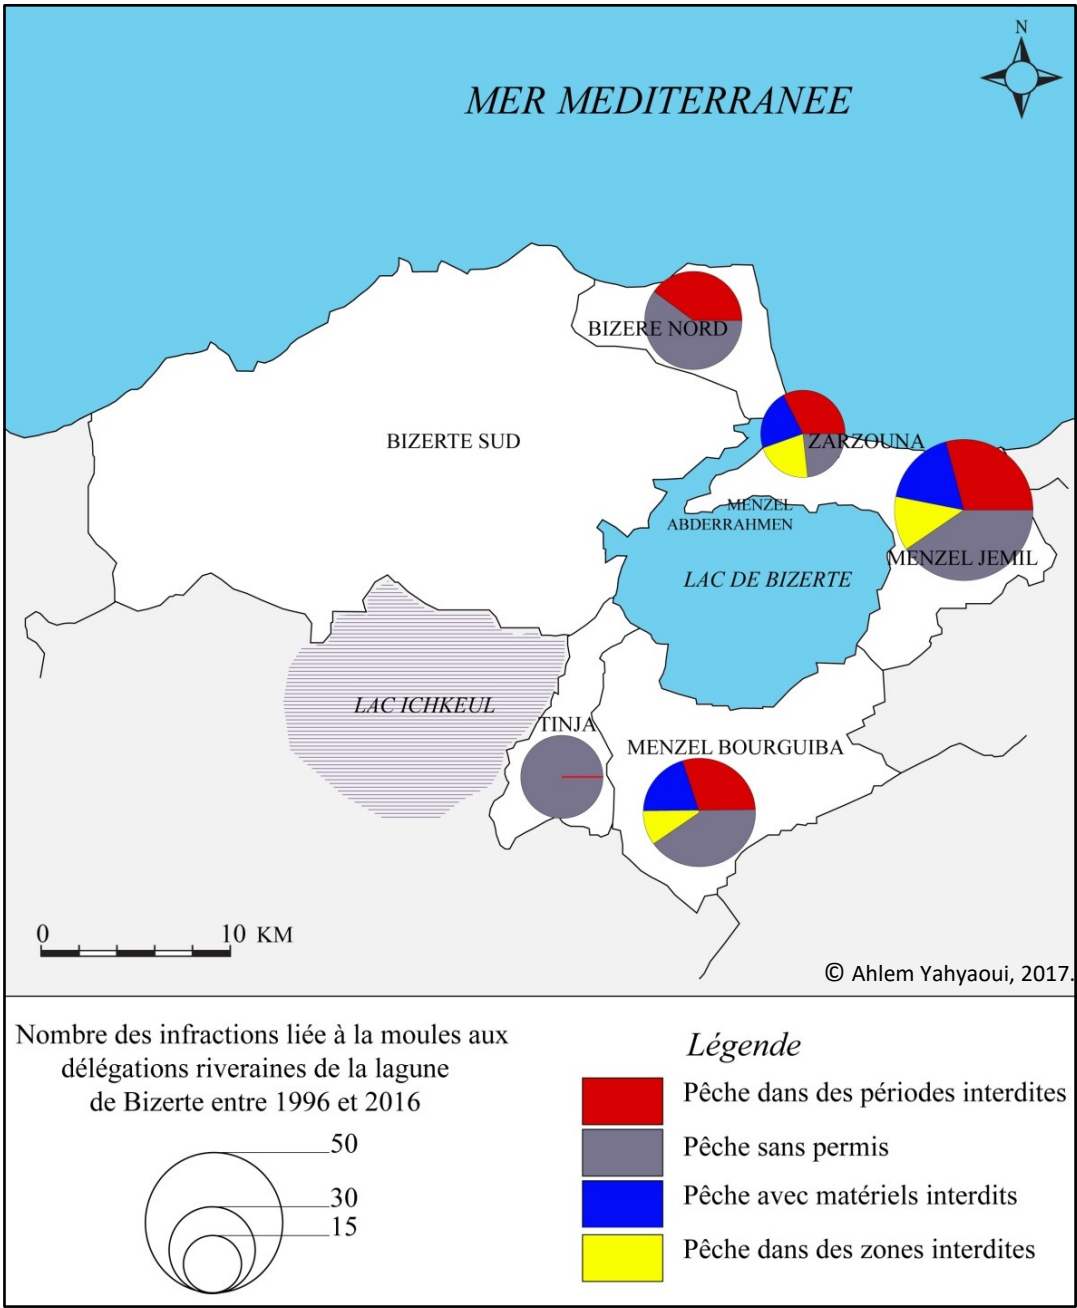 N
MER MEDITERRANEE
BIZERE NORD
BIZERTE SUD
ZARZOUNA
MENZEL
ABDERRAHMEN
MENZEL JEMIL
LAC DE BIZERTE
LAC ICHKEUL
TINJA
MENZEL BOURGUIBA
0 10 KM
© Ahlem Yahyaoui, 2017.
Nombre des infractions liée à la moules aux
délégations riveraines de la lagune
de Bizerte entre 1996 et 2016
50
30
15
Légende
Pêche dans des périodes interdites
Pêche sans permis
Pêche avec matériels interdits
Pêche dans des zones interdites